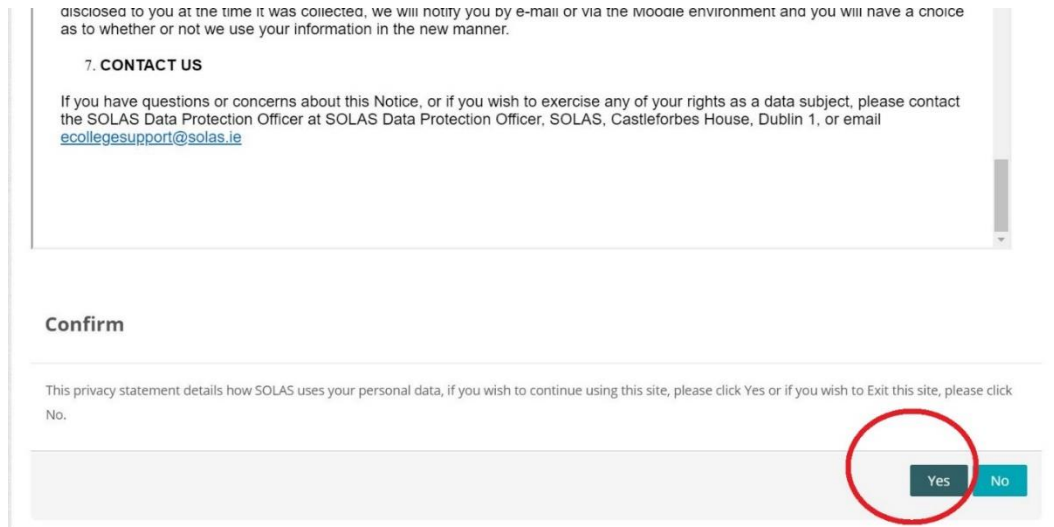 disclosed to you at the time it was collected, we will notify you by e-mail or via the Moodle environment and you will have a choice
as to whether or not we use your information in the new manner.
7. CONTACT US
If you have questions or concerns about this Notice, or if you wish to exercise any of your rights as a data subject, please contact
the SOLAS Data Protection Officer at SOLAS Data Protection Officer, SOLAS, Castleforbes House, Dublin 1, or email
ecollegesupport@solas.ie
Confirm
This privacy statement details how SOLAS uses your personal data, if you wish to continue using this site, please click Yes or if you wish to Exit this site, please click
No.
Yes No